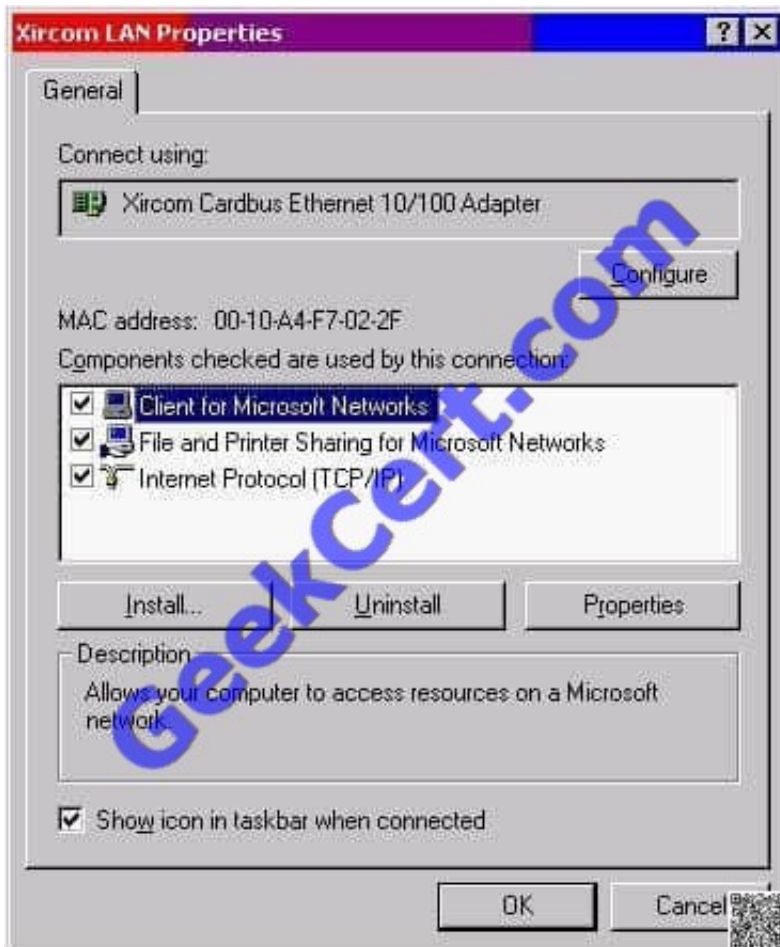 Xircom LAN Properties
General
Connect using:
Xircom Cardbus Ethernet 10/100 Adapter
Configure
MAC address: 00-10-A4-F7-02-2F
Components checked are used by this connection:
Client for Microsoft Networks
File and Printer Sharing for Microsoft Networks
Internet Protocol (TCP/IP)
Install...
Uninstall
Properties
Description
Allows your computer to access resources on a Microsoft
network.
Show icon in taskbar when connected
OK
Cancel
GeekCert.com